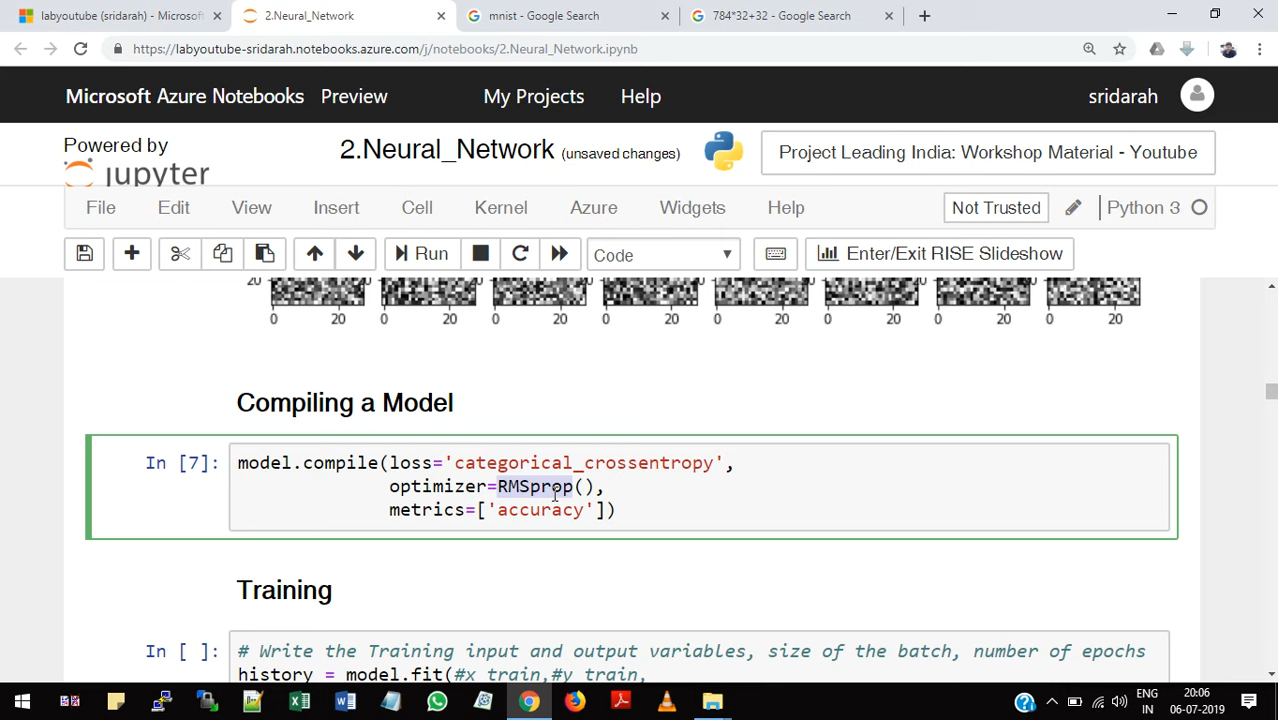 labyoutube (sridarah) - Microsoft
2.Neural_Network
mnist - Google Search
784*32+32 - Google Search
https://labyoutube-sridarah.notebooks.azure.com/j/notebooks/2.Neural_Network.ipynb
Microsoft Azure Notebooks Preview My Projects Help sridarah
Powered by
jupyter
2.Neural_Network (unsaved changes)
Project Leading India: Workshop Material - Youtube
File Edit View Insert Cell Kernel Azure Widgets Help Not Trusted Python 3
Run Code Enter/Exit RISE Slideshow
20
0 20 0 20 0 20 0 20 0 20 0 20 0 20 0 20
Compiling a Model
In [7]: model.compile(loss='categorical_crossentropy',
optimizer=RMSprop(),
metrics=['accuracy'])
Training
In [ ]: # Write the Training input and output variables, size of the batch, number of epochs
history = model.fit(#x_train,#y_train,
ENG 20:06
IN 06-07-2019